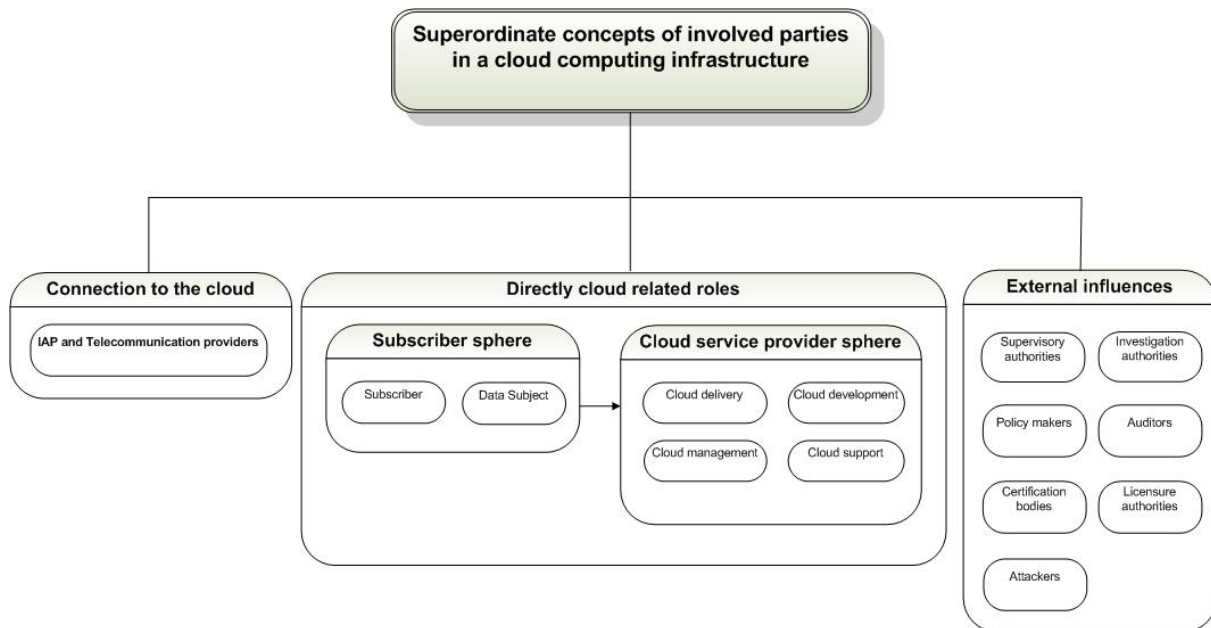 Superordinate concepts of involved parties
in a cloud computing infrastructure
Connection to the cloud
IAP and Telecommunication providers
Directly cloud related roles
Subscriber sphere
Subscriber
Data Subject
Cloud service provider sphere
Cloud delivery
Cloud development
Cloud management
Cloud support
External influences
Supervisory
authorities
Investigation
authorities
Policy makers
Auditors
Certification
bodies
Licensure
authorities
Attackers